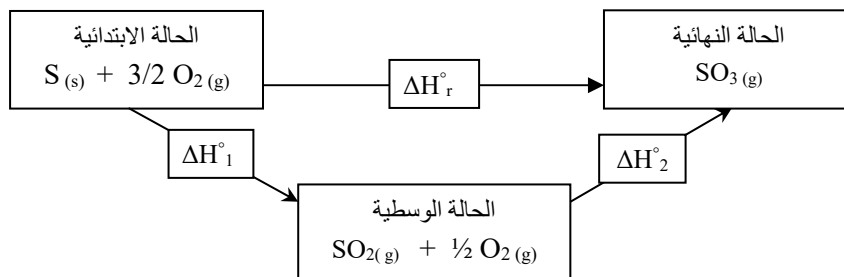 الحالة الابتدائية
S (s) + 3/2 O₂ (g)
ΔH°ᵣ
الحالة النهائية
SO₃ (g)
ΔH°₁
ΔH°₂
الحالة الوسطية
SO₂( g) + ½ O₂ (g)